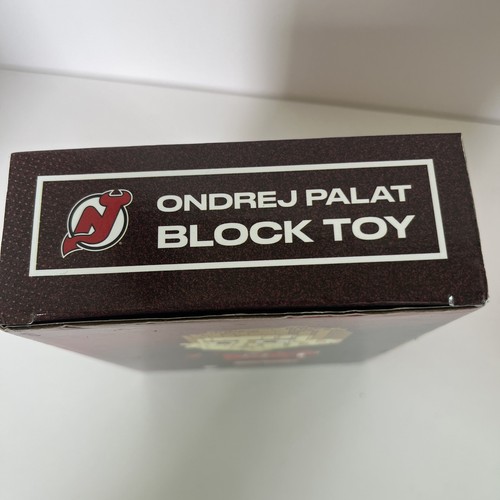 ONDREJ PALAT
BLOCK TOY